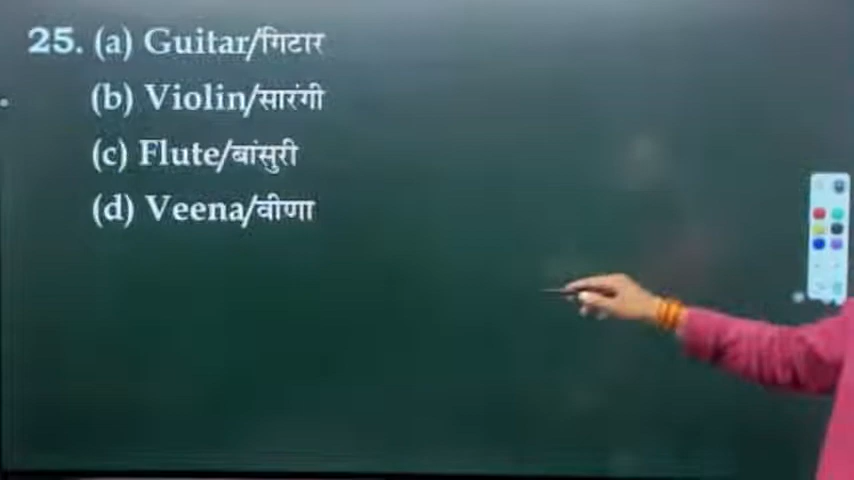 25. (a) Guitar/गिटार
(b) Violin/सारंगी
(c) Flute/बांसुरी
(d) Veena/वीणा